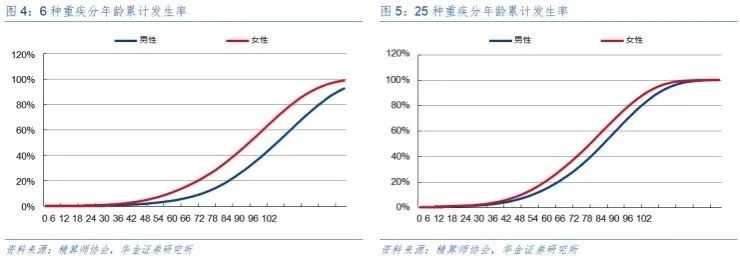 图 4：6 种重疾分年龄累计发生率
男性 女性
120%
100%
80%
60%
40%
20%
0%
0 6 12 18 24 30 36 42 48 54 60 66 72 78 84 90 96 102
资料来源：精算师协会、华金证券研究所
图 5：25 种重疾分年龄累计发生率
男性 女性
120%
100%
80%
60%
40%
20%
0%
0 6 12 18 24 30 36 42 48 54 60 66 72 78 84 90 96 102
资料来源：精算师协会，华金证券研究所